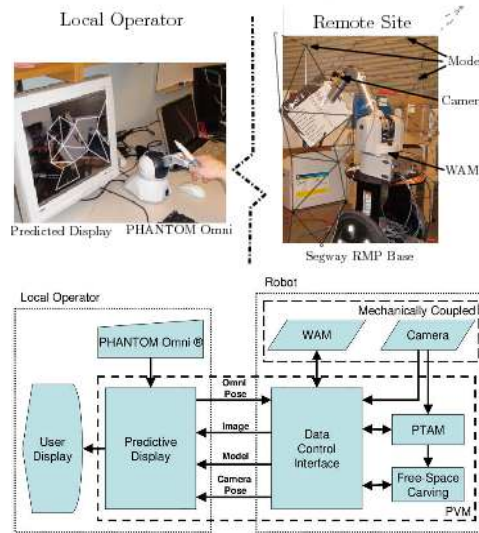 Local Operator
Remote Site
Mode
Camer
WAM
Predicted Display
PHANTOM Omni
Segway RMP Base
Local Operator
Robot
Mechanically Coupled
PHANTOM Omni ®
WAM
Camera
User
Display
Predictive
Display
Omni
Pose
Image
Model
Camera
Pose
Data
Control
Interface
PTAM
Free-Space
Carving
PVM